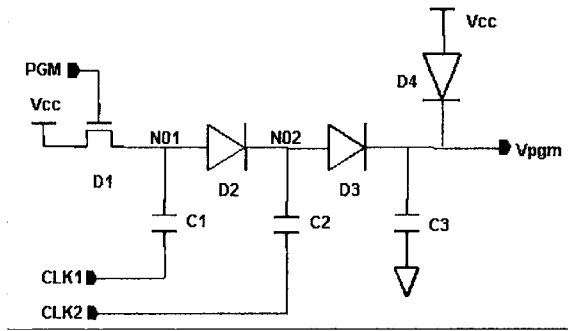 Vcc
PGM
D4
Vcc
N01
N02
Vpgm
D1
D2
D3
C1
C2
C3
CLK1
CLK2